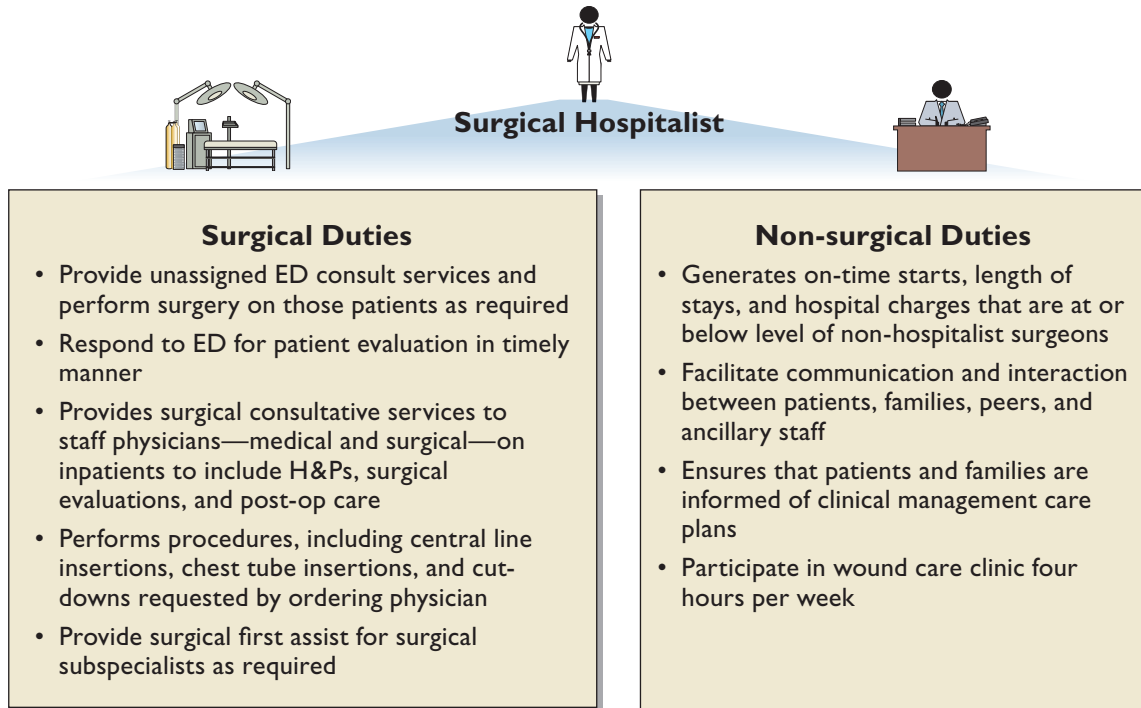 Surgical Hospitalist
Surgical Duties
• Provide unassigned ED consult services and
perform surgery on those patients as required
• Respond to ED for patient evaluation in timely
manner
• Provides surgical consultative services to
staff physicians—medical and surgical—on
inpatients to include H&Ps, surgical
evaluations, and post-op care
• Performs procedures, including central line
insertions, chest tube insertions, and cut-
downs requested by ordering physician
• Provide surgical first assist for surgical
subspecialists as required
Non-surgical Duties
• Generates on-time starts, length of
stays, and hospital charges that are at or
below level of non-hospitalist surgeons
• Facilitate communication and interaction
between patients, families, peers, and
ancillary staff
• Ensures that patients and families are
informed of clinical management care
plans
• Participate in wound care clinic four
hours per week